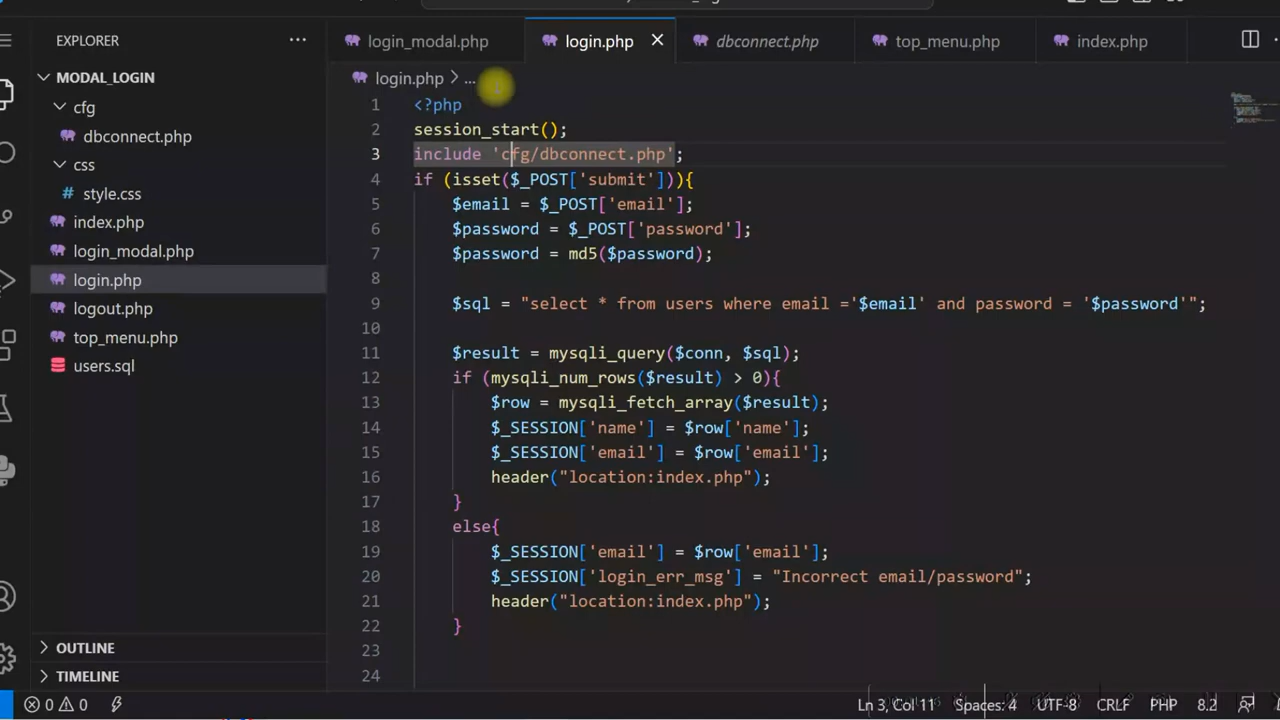 EXPLORER
MODAL_LOGIN
cfg
dbconnect.php
css
# style.css
index.php
login_modal.php
login.php
logout.php
top_menu.php
users.sql
OUTLINE
TIMELINE
login_modal.php login.php dbconnect.php top_menu.php index.php
login.php > ...
1 <?php
2 session_start();
3 include 'cfg/dbconnect.php';
4 if (isset($_POST['submit'])){
5 $email = $_POST['email'];
6 $password = $_POST['password'];
7 $password = md5($password);
8
9 $sql = "select * from users where email ='$email' and password = '$password'";
10
11 $result = mysqli_query($conn, $sql);
12 if (mysqli_num_rows($result) > 0){
13 $row = mysqli_fetch_array($result);
14 $_SESSION['name'] = $row['name'];
15 $_SESSION['email'] = $row['email'];
16 header("location:index.php");
17 }
18 else{
19 $_SESSION['email'] = $row['email'];
20 $_SESSION['login_err_msg'] = "Incorrect email/password";
21 header("location:index.php");
22 }
23
24
0 0 Ln 3, Col 11 Spaces: 4 UTF-8 CRLF PHP 8.2